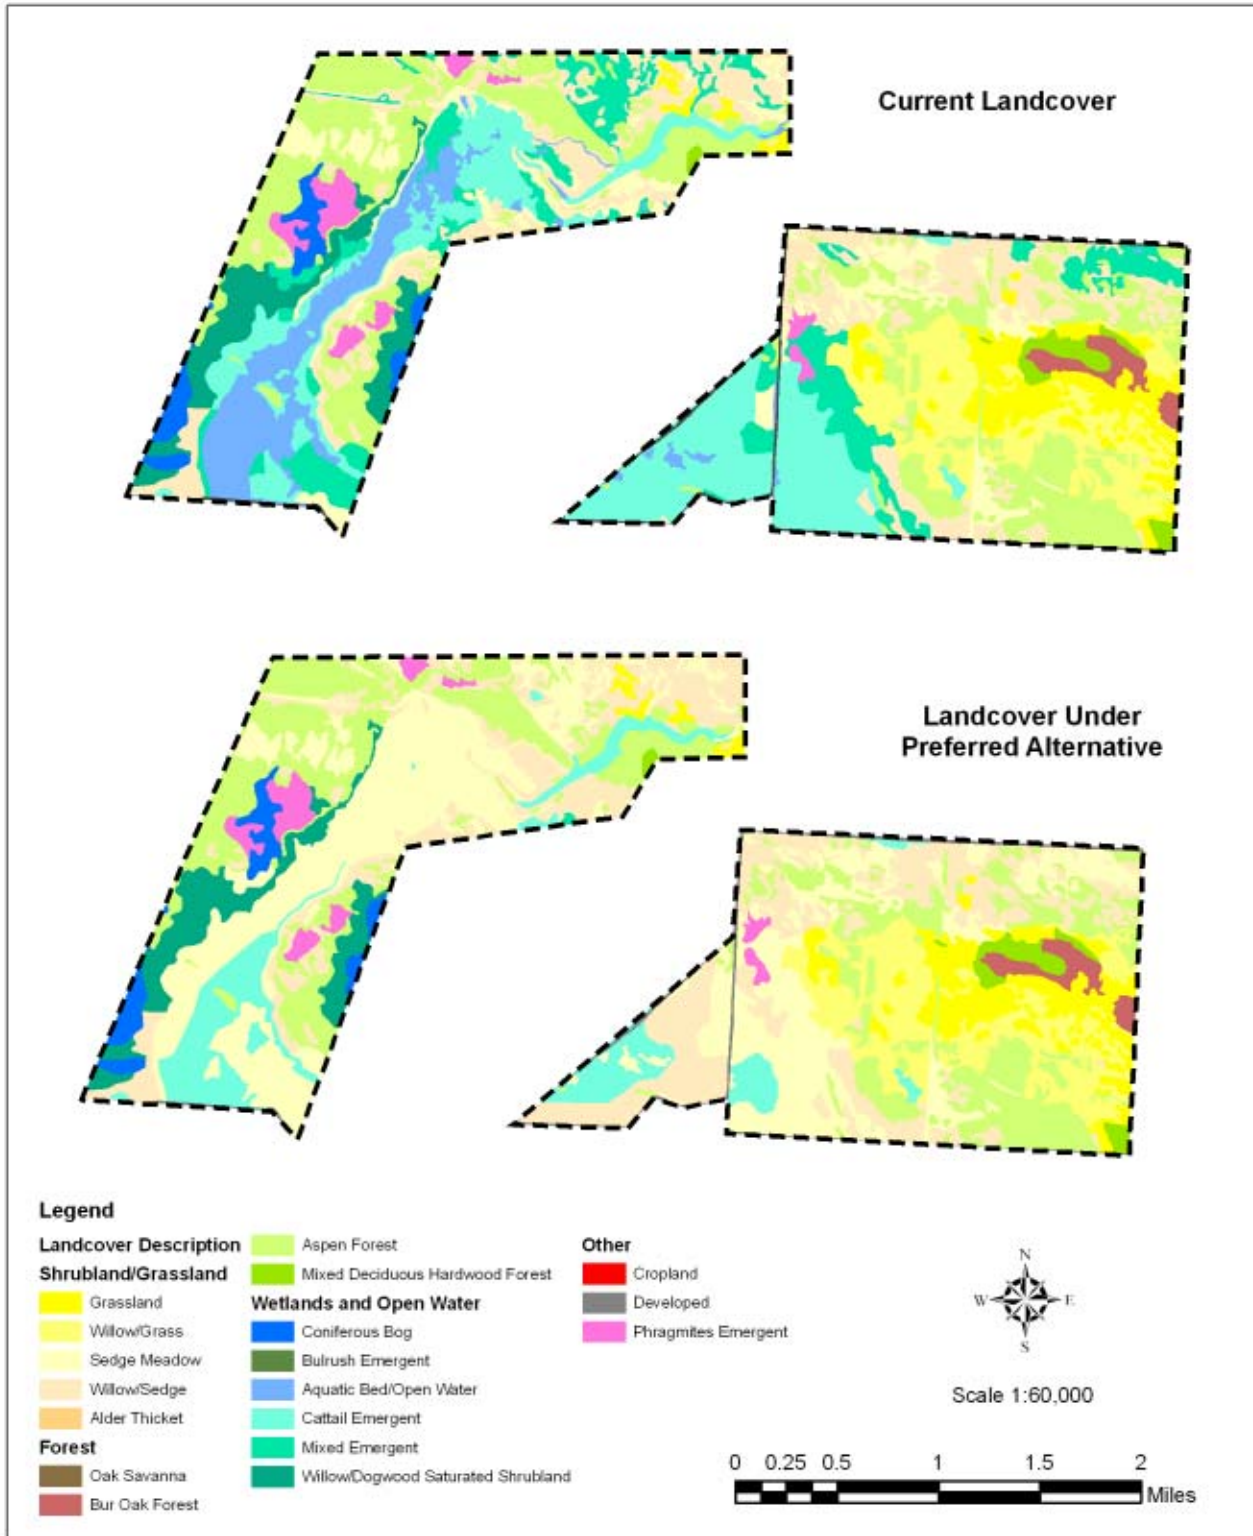 Current Landcover
Landcover Under
Preferred Alternative
Legend
Landcover Description
Shrubland/Grassland
Grassland
Willow/Grass
Sedge Meadow
Willow/Sedge
Alder Thicket
Forest
Oak Savanna
Bur Oak Forest
Aspen Forest
Mixed Deciduous Hardwood Forest
Wetlands and Open Water
Coniferous Bog
Bulrush Emergent
Aquatic Bed/Open Water
Cattail Emergent
Mixed Emergent
Willow/Dogwood Saturated Shrubland
Other
Cropland
Developed
Phragmites Emergent
N
W E
S
Scale 1:60,000
0 0.25 0.5 1 1.5 2
Miles